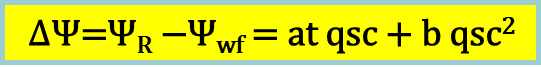 ΔΨ=Ψ_R −Ψ_wf = at qsc + b qsc²